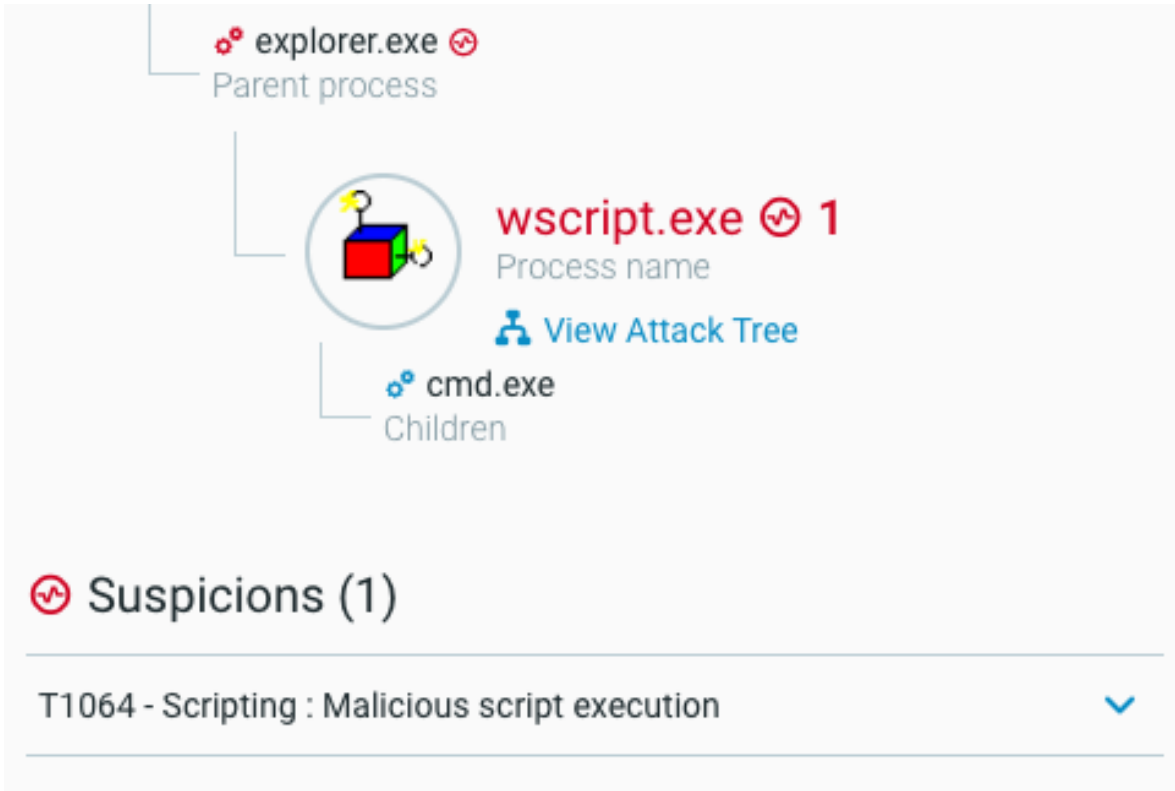 explorer.exe
Parent process
wscript.exe 1
Process name
View Attack Tree
cmd.exe
Children
Suspicions (1)
T1064 - Scripting : Malicious script execution